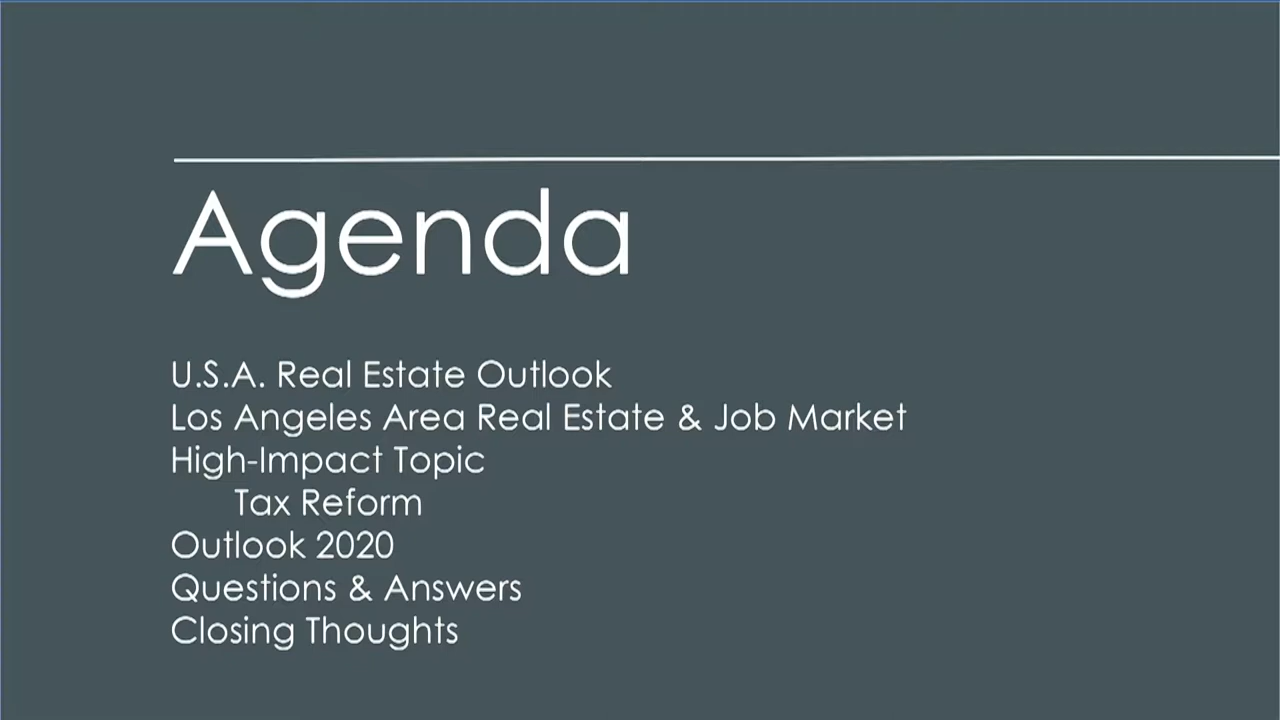 Agenda
U.S.A. Real Estate Outlook
Los Angeles Area Real Estate & Job Market
High-Impact Topic
Tax Reform
Outlook 2020
Questions & Answers
Closing Thoughts